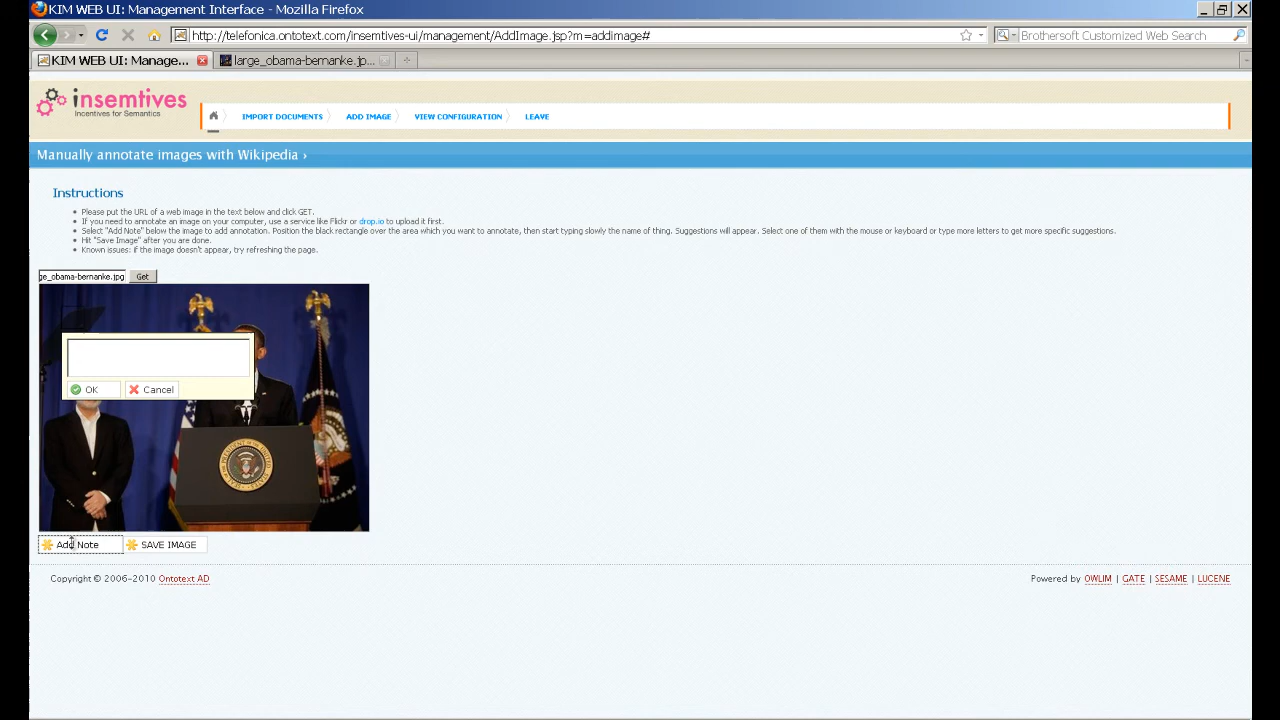 KIM WEB UI: Management Interface - Mozilla Firefox
http://telefonica.ontotext.com/insemtives-ui/management/AddImage.jsp?m=addimage#
Brothersoft Customized Web Search
KIM WEB UI: Manage...
large_obama-bernanke.jp...
insemtives
Incentives for Semantics
IMPORT DOCUMENTS
ADD IMAGE
VIEW CONFIGURATION
LEAVE
Manually annotate images with Wikipedia ›
Instructions
Please put the URL of a web image in the text below and click GET.
If you need to annotate an image on your computer, use a service like Flickr or drop.io to upload it first.
Select "Add Note" below the image to add annotation. Position the black rectangle over the area which you want to annotate, then start typing slowly the name of thing. Suggestions will appear. Select one of them with the mouse or keyboard or type more letters to get more specific suggestions.
Hit "Save Image" after you are done.
Known issues: if the image doesn't appear, try refreshing the page.
ge_obama-bernanke.jpg Get
OK Cancel
Add Note SAVE IMAGE
Copyright © 2006-2010 Ontotext AD
Powered by OWLIM | GATE | SESAME | LUCENE